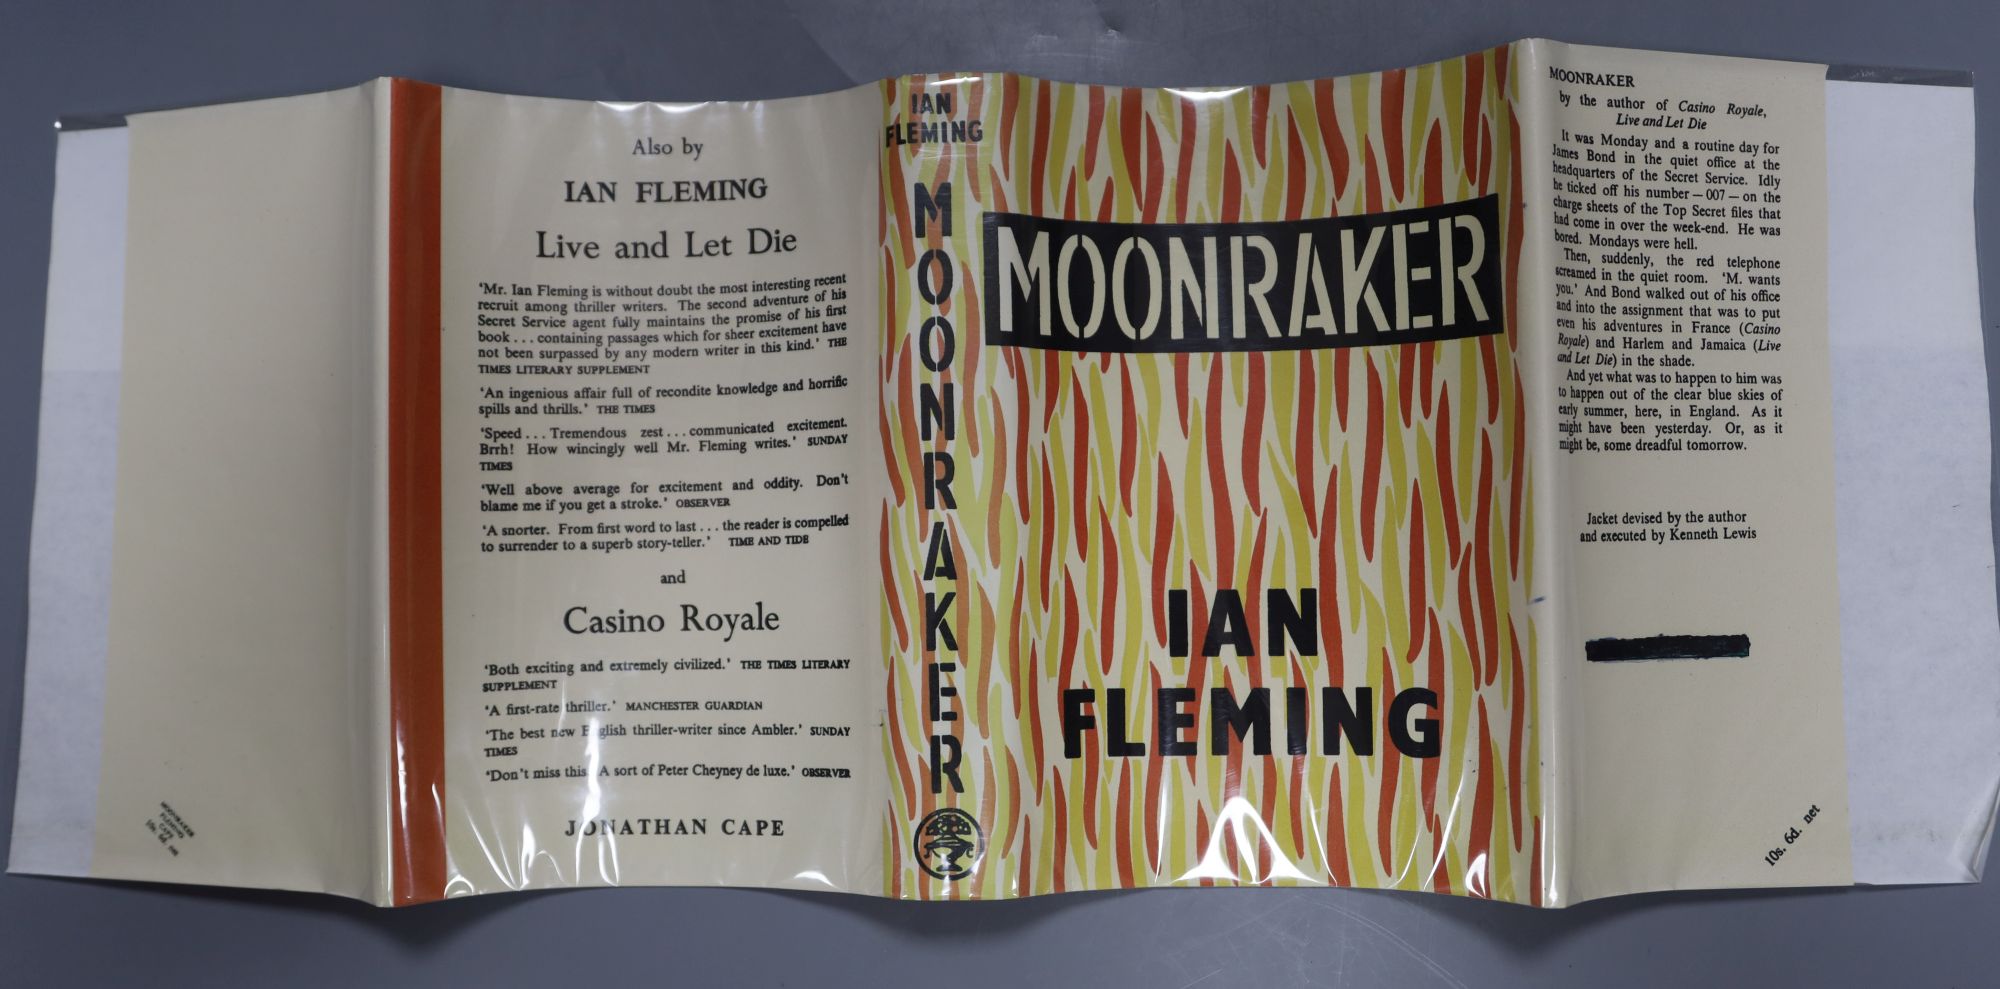 MOONRAKER
FLEMING
CAPE
10s. 6d. net
Also by
IAN FLEMING
Live and Let Die
‘Mr. Ian Fleming is without doubt the most interesting recent
recruit among thriller writers. The second adventure of his
Secret Service agent fully maintains the promise of his first
book . . . containing passages which for sheer excitement have
not been surpassed by any modern writer in this kind.’ THE
TIMES LITERARY SUPPLEMENT
‘An ingenious affair full of recondite knowledge and horrific
spills and thrills.’ THE TIMES
‘Speed . . . Tremendous zest . . . communicated excitement.
Brrh! How wincingly well Mr. Fleming writes.’ SUNDAY
TIMES
‘Well above average for excitement and oddity. Don’t
blame me if you get a stroke.’ OBSERVER
‘A snorter. From first word to last . . . the reader is compelled
to surrender to a superb story-teller.’ TIME AND TIDE
and
Casino Royale
‘Both exciting and extremely civilized.’ THE TIMES LITERARY
SUPPLEMENT
‘A first-rate thriller.’ MANCHESTER GUARDIAN
‘The best new English thriller-writer since Ambler.’ SUNDAY
TIMES
‘Don’t miss this. A sort of Peter Cheyney de luxe.’ OBSERVER
JONATHAN CAPE
IAN
FLEMING
MOONRAKER
MOONRAKER
IAN
FLEMING
MOONRAKER
by the author of Casino Royale,
Live and Let Die
It was Monday and a routine day for
James Bond in the quiet office at the
headquarters of the Secret Service. Idly
he ticked off his number — 007 — on the
charge sheets of the Top Secret files that
had come in over the week-end. He was
bored. Mondays were hell.
Then, suddenly, the red telephone
screamed in the quiet room. ‘M. wants
you.’ And Bond walked out of his office
and into the assignment that was to put
even his adventures in France (Casino
Royale) and Harlem and Jamaica (Live
and Let Die) in the shade.
And yet what was to happen to him was
to happen out of the clear blue skies of
early summer, here, in England. As it
might have been yesterday. Or, as it
might be, some dreadful tomorrow.
Jacket devised by the author
and executed by Kenneth Lewis
10s. 6d. net